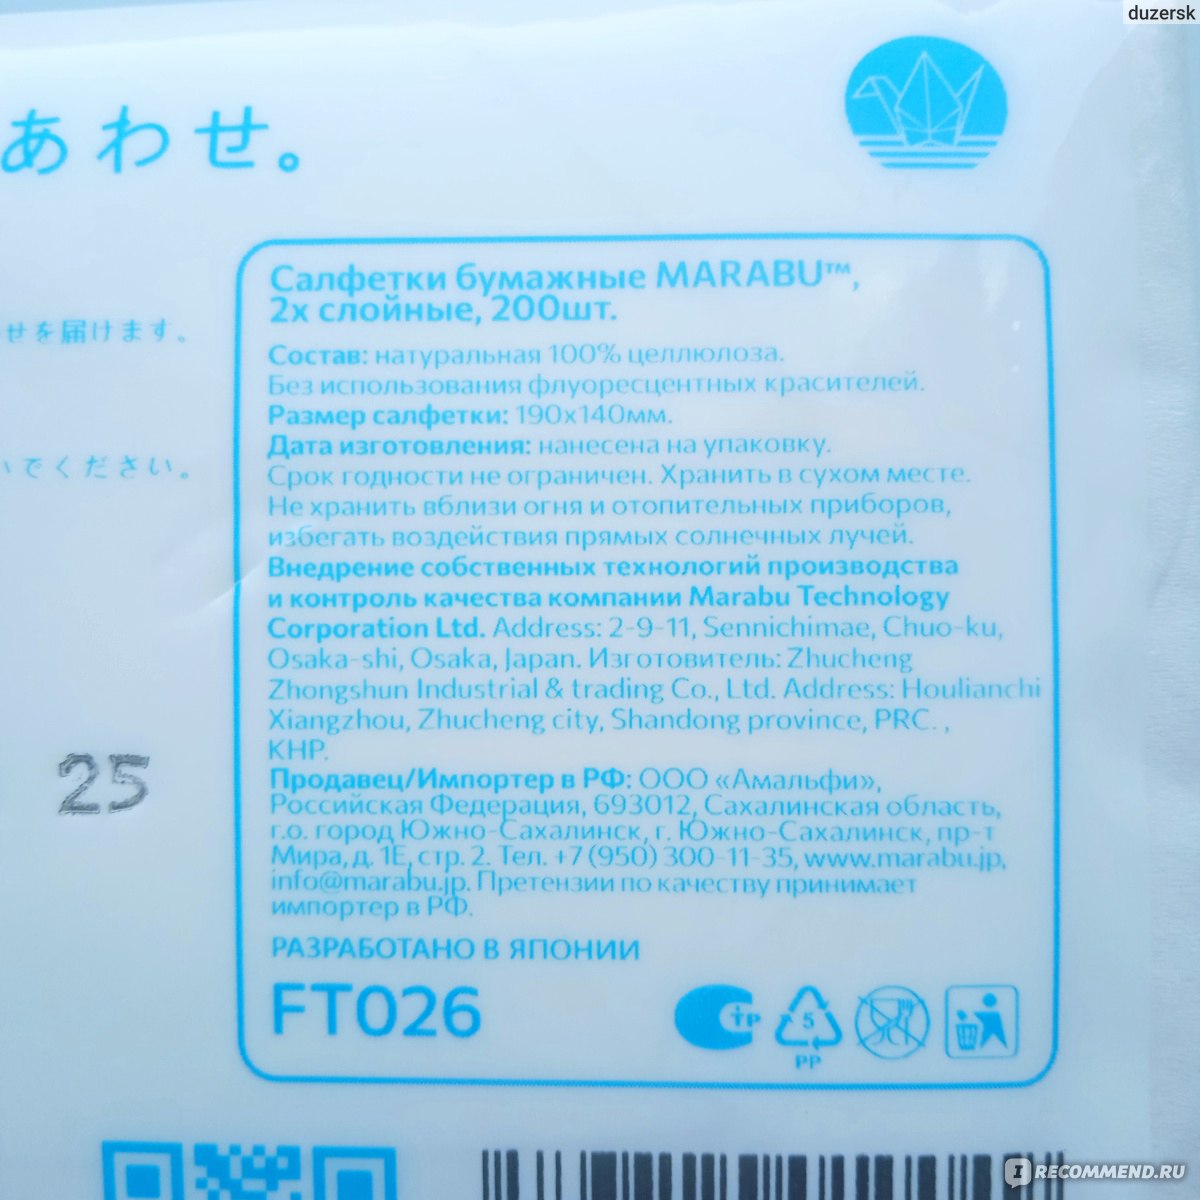 duzersk
あわせ。
せを届けます。
いでください。
Салфетки бумажные MARABU™,
2х слойные, 200шт.
Состав: натуральная 100% целлюлоза.
Без использования флуоресцентных красителей.
Размер салфетки: 190х140мм.
Дата изготовления: нанесена на упаковку.
Срок годности не ограничен. Хранить в сухом месте.
Не хранить вблизи огня и отопительных приборов,
избегать воздействия прямых солнечных лучей.
Внедрение собственных технологий производства
и контроль качества компании Marabu Technology
Corporation Ltd. Address: 2-9-11, Sennichimae, Chuo-ku,
Osaka-shi, Osaka, Japan. Изготовитель: Zhucheng
Zhongshun Industrial & trading Co., Ltd. Address: Houlianchi
Xiangzhou, Zhucheng city, Shandong province, PRC. ,
КНР.
Продавец/Импортер в РФ: ООО «Амальфи»,
Российская Федерация, 693012, Сахалинская область,
г.о. город Южно-Сахалинск, г. Южно-Сахалинск, пр-т
Мира, д. 1Е, стр. 2. Тел. +7 (950) 300-11-35, www.marabu.jp,
info@marabu.jp. Претензии по качеству принимает
импортер в РФ.
РАЗРАБОТАНО В ЯПОНИИ
FT026
СТР
5
PP
25
IRECOMMEND.RU